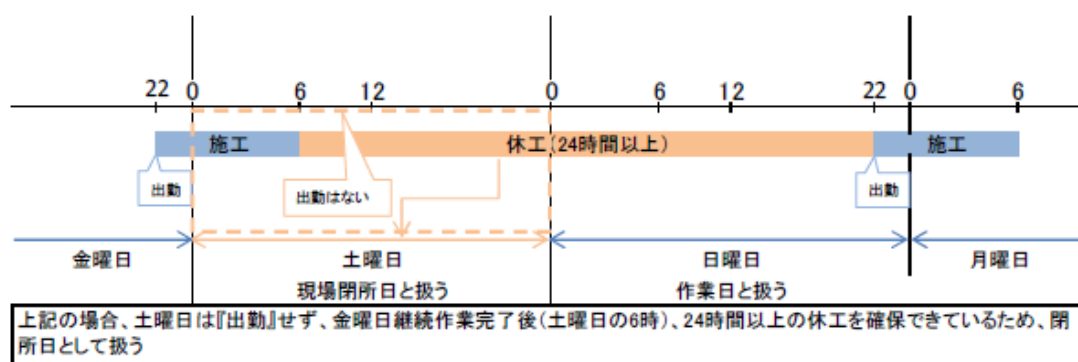 22 0 6 12 0 6 12 22 0 6
施工 休工(24時間以上) 施工
出勤 出勤はない 出勤
金曜日 土曜日 日曜日 月曜日
現場閉所日と扱う 作業日と扱う
上記の場合、土曜日は『出勤』せず、金曜日継続作業完了後(土曜日の6時)、24時間以上の休工を確保できているため、閉
所日として扱う